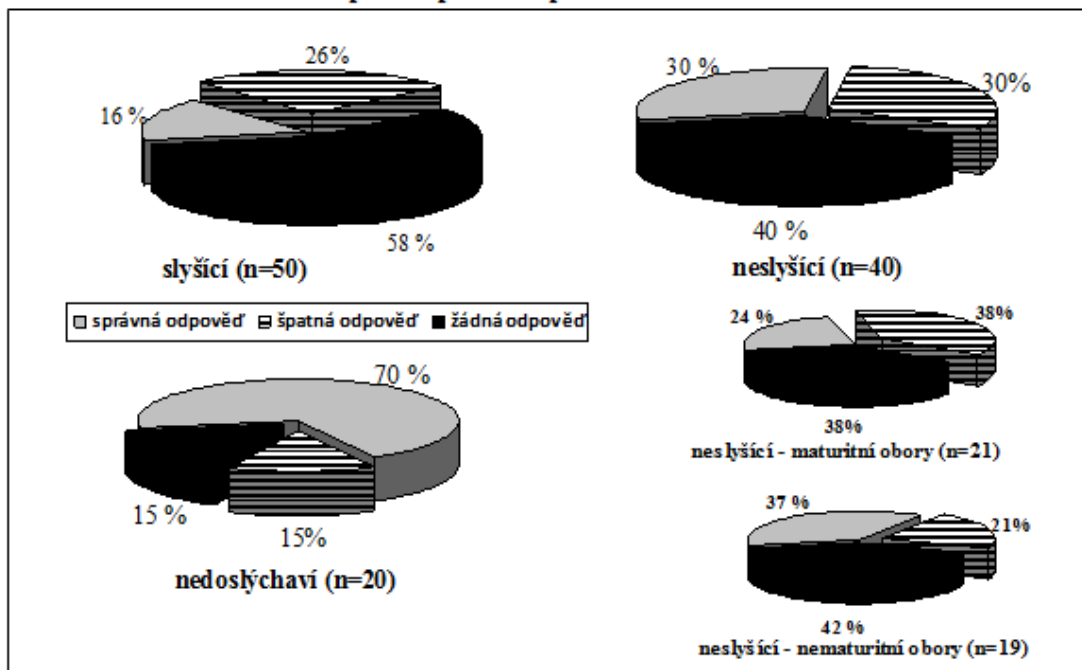 26%
16 %
58 %
slyšící (n=50)
30 %
30%
40 %
neslyšící (n=40)
správná odpověď špatná odpověď žádná odpověď
70 %
15 %
15%
nedoslýchaví (n=20)
24 %
38%
38%
neslyšící - maturitní obory (n=21)
37 %
21%
42 %
neslyšící - nematuritní obory (n=19)